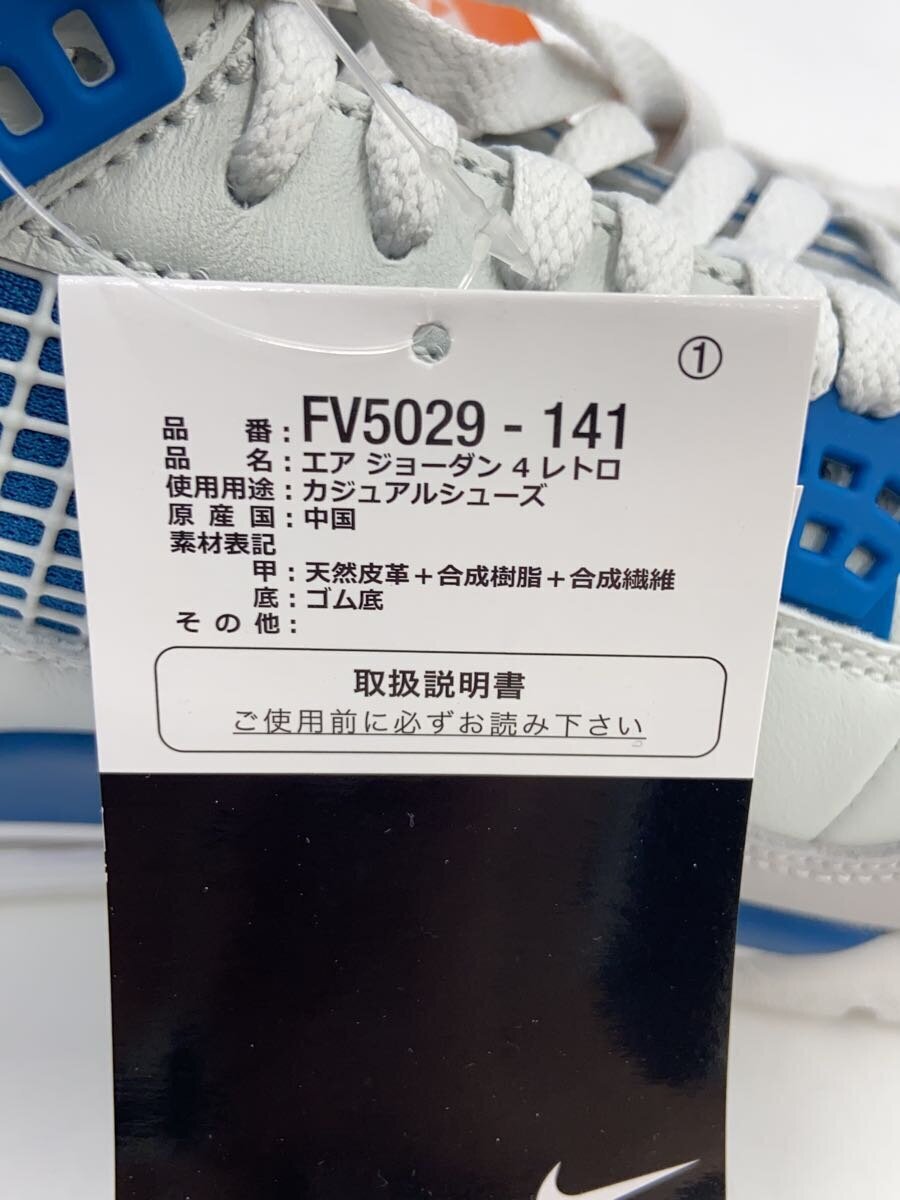 ①
品番：FV5029 - 141
品名：エア ジョーダン 4 レトロ
使用用途：カジュアルシューズ
原産国：中国
素材表記
甲：天然皮革＋合成樹脂＋合成繊維
底：ゴム底
その他：
取扱説明書
ご使用前に必ずお読み下さい